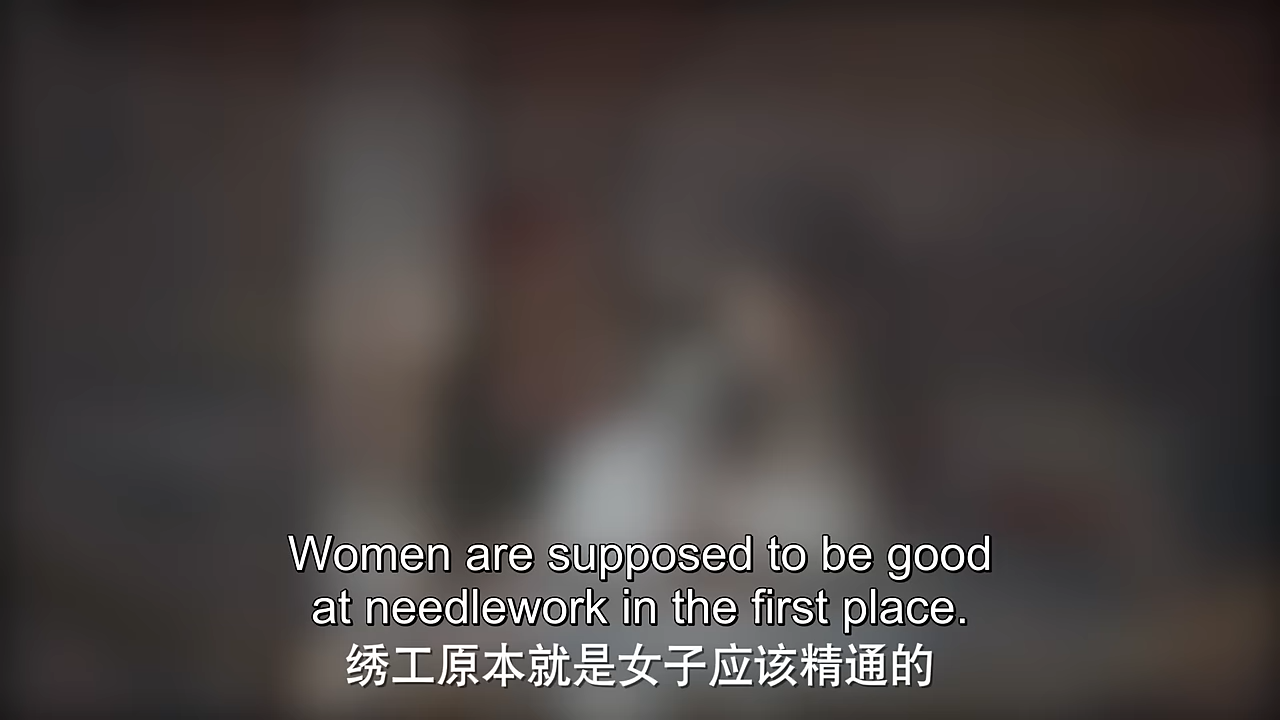 Women are supposed to be good
at needlework in the first place.
绣工原本就是女子应该精通的